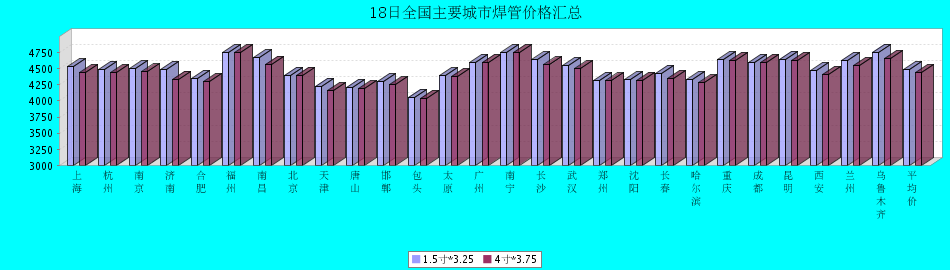 18日全国主要城市焊管价格汇总
4750
4500
4250
4000
3750
3500
3250
3000
上海 杭州 南京 济南 合肥 福州 南昌 北京 天津 唐山 邯郸 包头 太原 广州 南宁 长沙 武汉 郑州 沈阳 长春 哈尔滨 重庆 成都 昆明 西安 兰州 乌鲁木齐 平均价
1.5寸*3.25 4寸*3.75